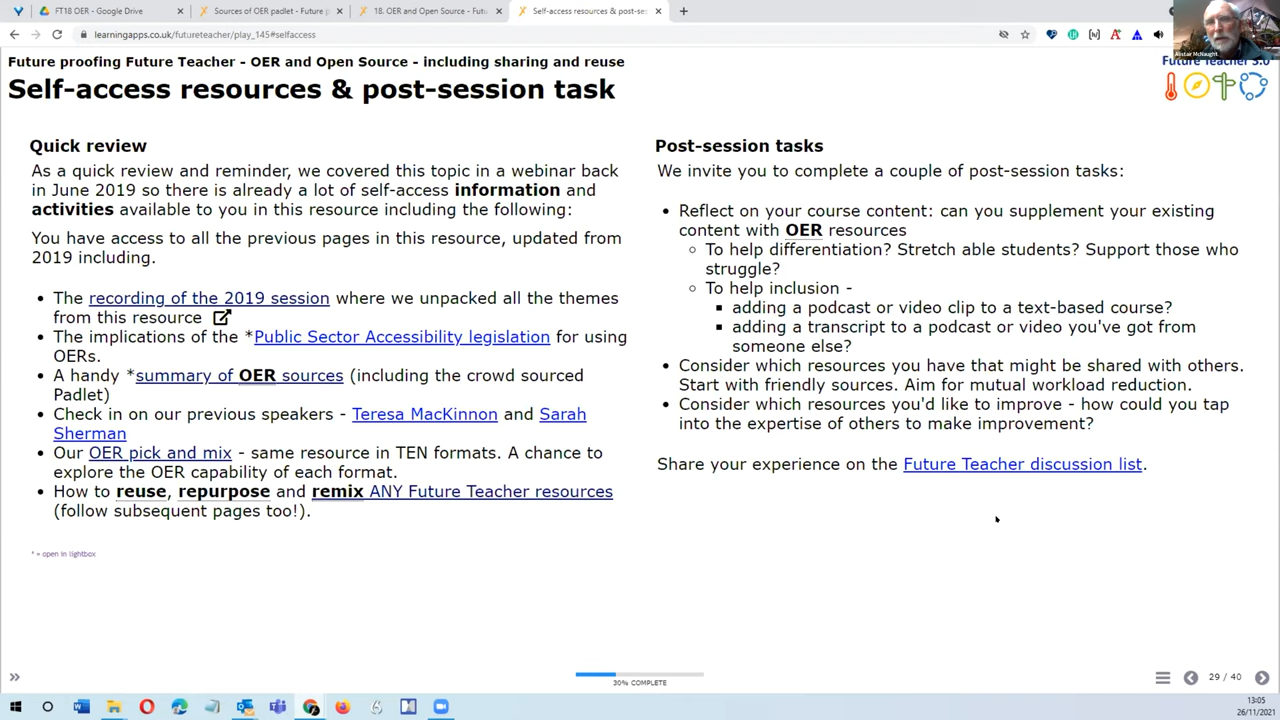 FT18 OER - Google Drive
Sources of OER padlet - Future p
18. OER and Open Source - Futu
Self-access resources & post-se
learningapps.co.uk/futureteacher/play_145#selfaccess
Alistair McNaught
Future proofing Future Teacher - OER and Open Source - including sharing and reuse
Future Teacher 3.0
Self-access resources & post-session task
Quick review
As a quick review and reminder, we covered this topic in a webinar back
in June 2019 so there is already a lot of self-access information and
activities available to you in this resource including the following:
You have access to all the previous pages in this resource, updated from
2019 including.
• The recording of the 2019 session where we unpacked all the themes
from this resource
• The implications of the *Public Sector Accessibility legislation for using
OERs.
• A handy *summary of OER sources (including the crowd sourced
Padlet)
• Check in on our previous speakers - Teresa MacKinnon and Sarah
Sherman
• Our OER pick and mix - same resource in TEN formats. A chance to
explore the OER capability of each format.
• How to reuse, repurpose and remix ANY Future Teacher resources
(follow subsequent pages too!).
* = open in lightbox
Post-session tasks
We invite you to complete a couple of post-session tasks:
• Reflect on your course content: can you supplement your existing
content with OER resources
To help differentiation? Stretch able students? Support those who
struggle?
To help inclusion -
adding a podcast or video clip to a text-based course?
adding a transcript to a podcast or video you've got from
someone else?
• Consider which resources you have that might be shared with others.
Start with friendly sources. Aim for mutual workload reduction.
• Consider which resources you'd like to improve - how could you tap
into the expertise of others to make improvement?
Share your experience on the Future Teacher discussion list.
30% COMPLETE
29 / 40
13:05
26/11/2021